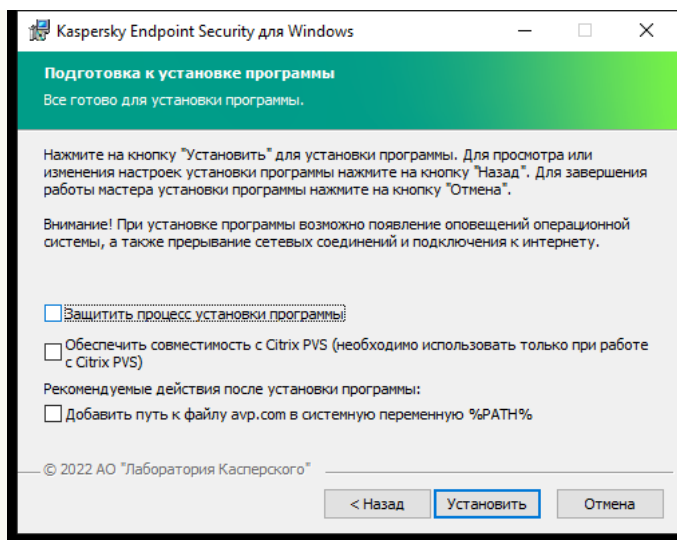 Kaspersky Endpoint Security для Windows
Подготовка к установке программы
Все готово для установки программы.
Нажмите на кнопку "Установить" для установки программы. Для просмотра или
изменения настроек установки программы нажмите на кнопку "Назад". Для завершения
работы мастера установки программы нажмите на кнопку "Отмена".
Внимание! При установке программы возможно появление оповещений операционной
системы, а также прерывание сетевых соединений и подключения к интернету.
Защитить процесс установки программы
Обеспечить совместимость с Citrix PVS (необходимо использовать только при работе
с Citrix PVS)
Рекомендуемые действия после установки программы:
Добавить путь к файлу avp.com в системную переменную %PATH%
© 2022 АО "Лаборатория Касперского"
< Назад Установить Отмена